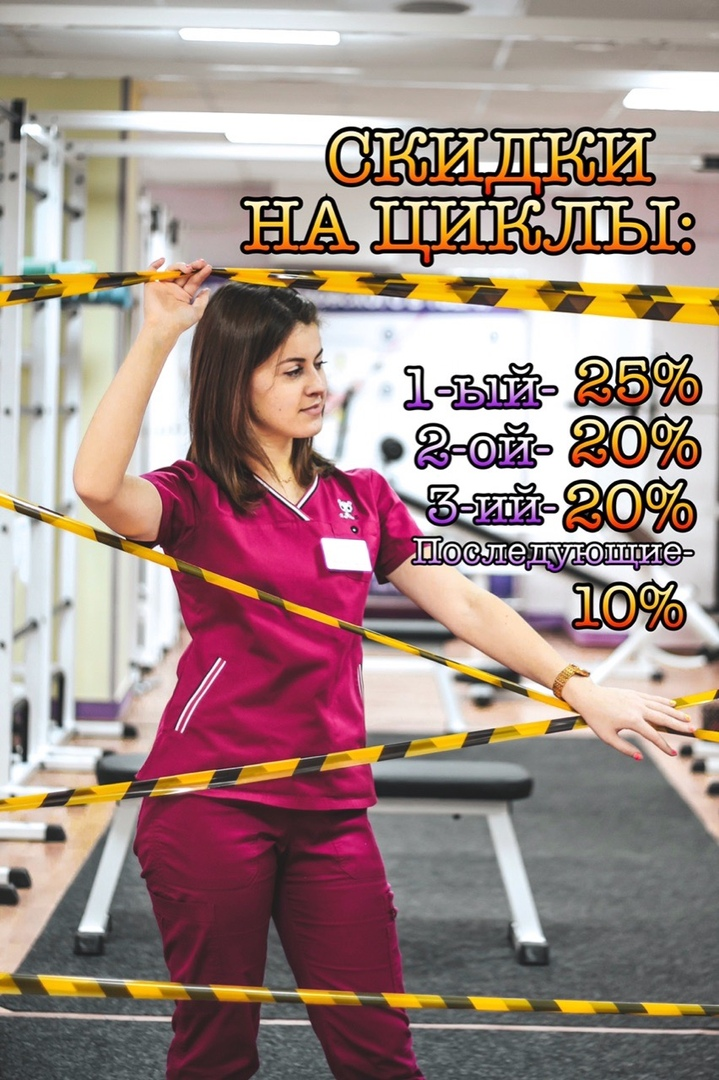 СКИДКИ
НА ЦИКЛЫ:
1-ый- 25%
2-ой- 20%
3-ий- 20%
Последующие-
10%